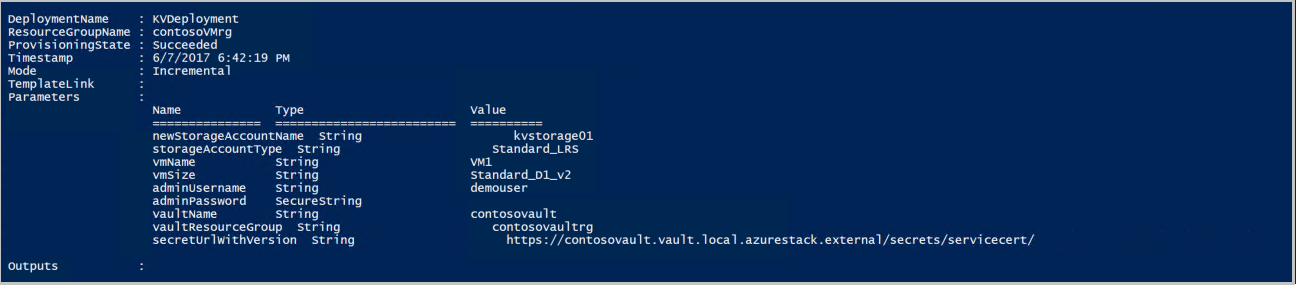 DeploymentName    : KVDeployment
ResourceGroupName : contosoVMrg
ProvisioningState : Succeeded
Timestamp         : 6/7/2017 6:42:19 PM
Mode              : Incremental
TemplateLink      :
Parameters        :
                    Name             Type                       Value
                    ===============  =========================  ==========
                    newStorageAccountName  String                     kvstorage01
                    storageAccountType  String                     Standard_LRS
                    vmName           String                     VM1
                    vmSize           String                     Standard_D1_v2
                    adminUsername    String                     demouser
                    adminPassword    SecureString
                    vaultName        String                     contosovault
                    vaultResourceGroup  String                     contosovaultrg
                    secretUrlWithVersion  String                     https://contosovault.vault.local.azurestack.external/secrets/servicecert/
Outputs           :